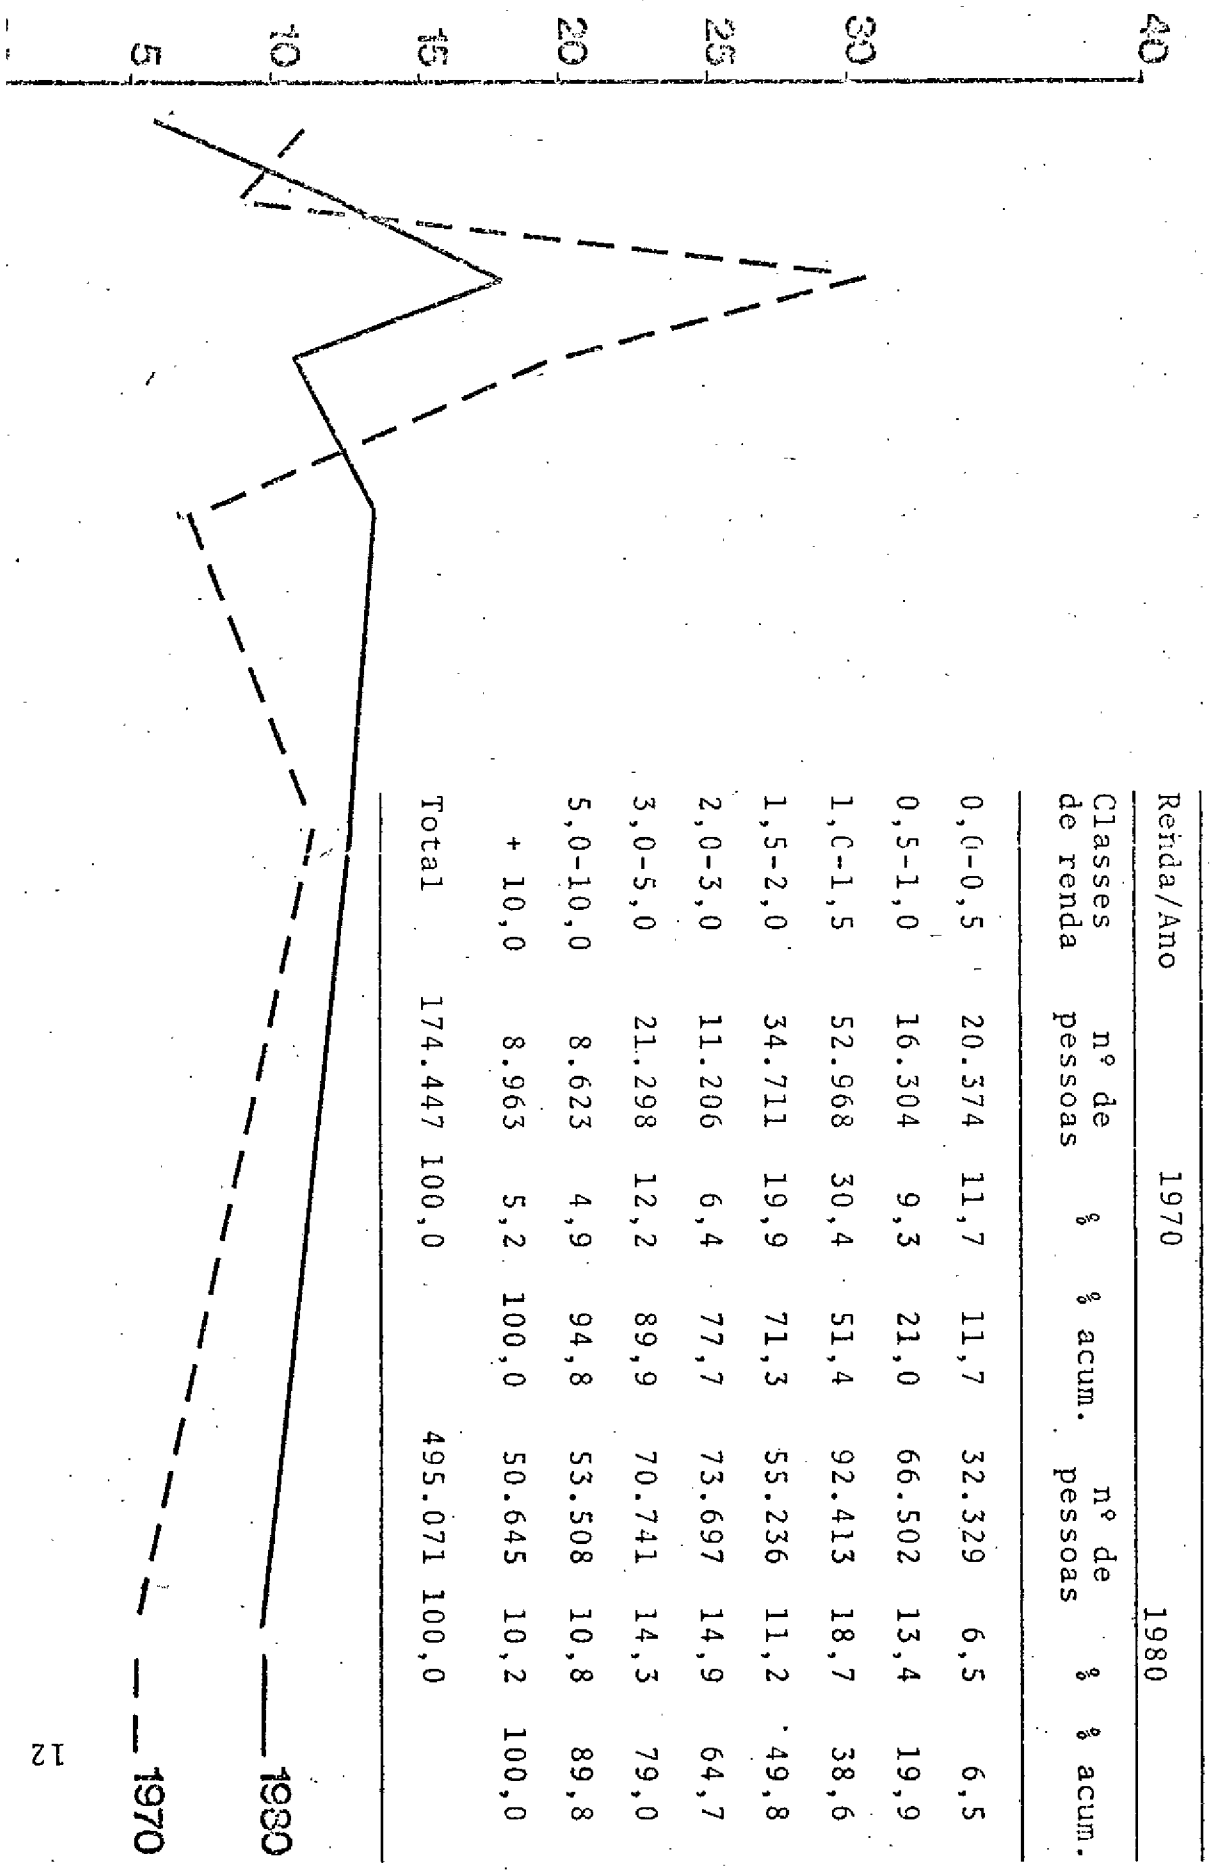 Renda/Ano 1970 1980
Classes de renda nº de pessoas % % acum. nº de pessoas % % acum.
0,0-0,5 20.374 11,7 11,7 32.329 6,5 6,5
0,5-1,0 16.304 9,3 21,0 66.502 13,4 19,9
1,0-1,5 52.968 30,4 51,4 92.413 18,7 38,6
1,5-2,0 34.711 19,9 71,3 55.236 11,2 49,8
2,0-3,0 11.206 6,4 77,7 73.697 14,9 64,7
3,0-5,0 21.298 12,2 89,9 70.741 14,3 79,0
5,0-10,0 8.623 4,9 94,8 53.508 10,8 89,8
+ 10,0 8.963 5,2 100,0 50.645 10,2 100,0
Total 174.447 100,0 495.071 100,0
40
30
25
20
15
10
5
1980
1970
12